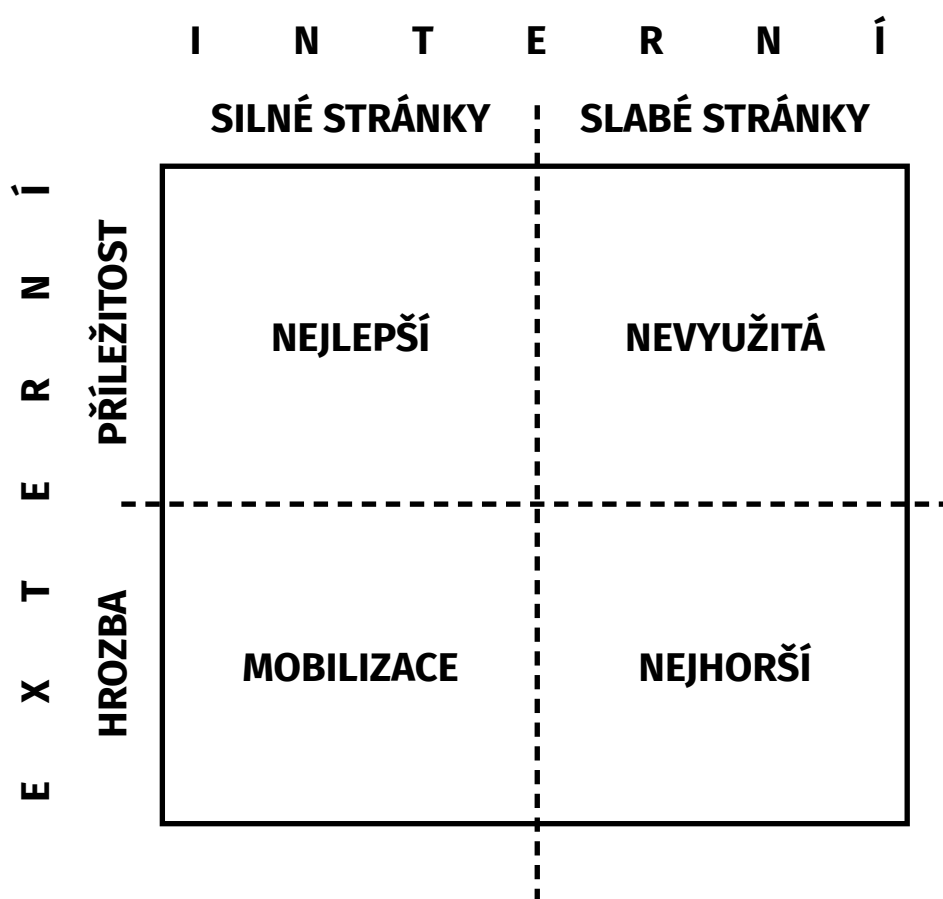 I N T E R N Í
SILNÉ STRÁNKY
SLABÉ STRÁNKY
E X T E R N Í
PŘÍLEŽITOST
NEJLEPŠÍ
NEVYUŽITÁ
HROZBA
MOBILIZACE
NEJHORŠÍ